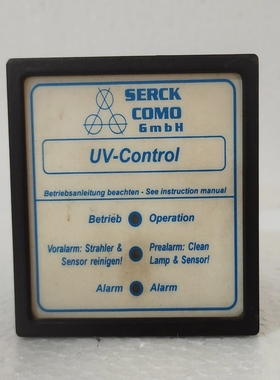 SERCK
COMO
GmbH
UV-Control
Betriebsanleitung beachten - See instruction manual
Betrieb Operation
Voralarm: Strahler & Prealarm: Clean
Sensor reinigen! Lamp & Sensor!
Alarm Alarm